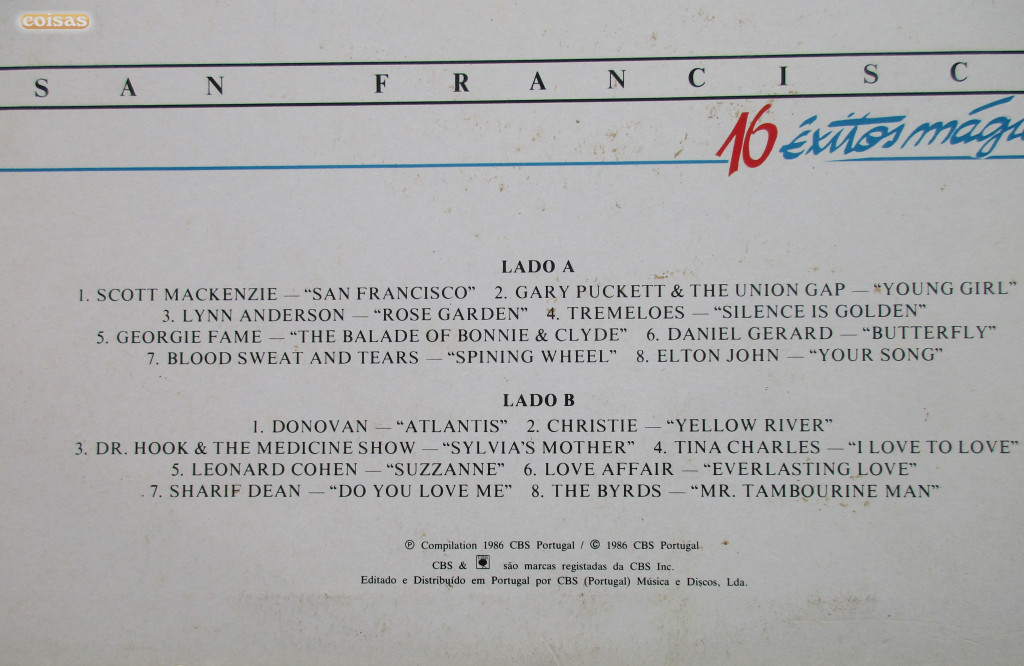 coisas
SAN FRANCISC
16 êxitos mági
LADO A
1. SCOTT MACKENZIE — “SAN FRANCISCO” 2. GARY PUCKETT & THE UNION GAP — “YOUNG GIRL”
3. LYNN ANDERSON — “ROSE GARDEN” 4. TREMELOES — “SILENCE IS GOLDEN”
5. GEORGIE FAME — “THE BALADE OF BONNIE & CLYDE” 6. DANIEL GERARD — “BUTTERFLY”
7. BLOOD SWEAT AND TEARS — “SPINING WHEEL” 8. ELTON JOHN — “YOUR SONG”
LADO B
1. DONOVAN — “ATLANTIS” 2. CHRISTIE — “YELLOW RIVER”
3. DR. HOOK & THE MEDICINE SHOW — “SYLVIA’S MOTHER” 4. TINA CHARLES — “I LOVE TO LOVE”
5. LEONARD COHEN — “SUZZANNE” 6. LOVE AFFAIR — “EVERLASTING LOVE”
7. SHARIF DEAN — “DO YOU LOVE ME” 8. THE BYRDS — “MR. TAMBOURINE MAN”
℗ Compilation 1986 CBS Portugal / © 1986 CBS Portugal
CBS & são marcas registadas da CBS Inc.
Editado e Distribuído em Portugal por CBS (Portugal) Música e Discos, Lda.